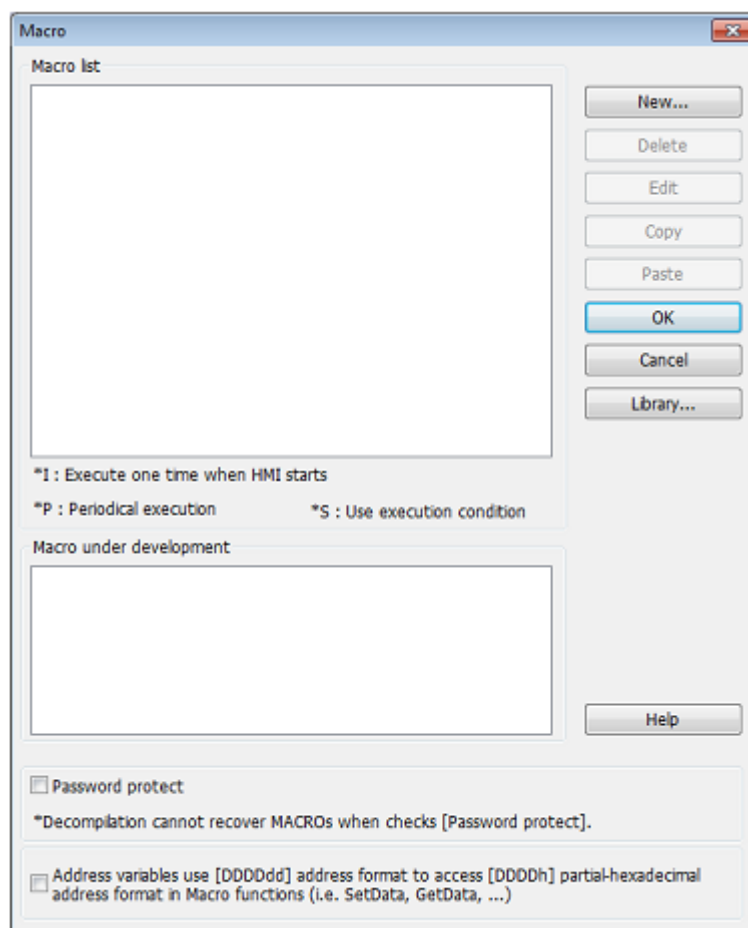 Macro
Macro list
New...
Delete
Edit
Copy
Paste
OK
Cancel
Library...
*I : Execute one time when HMI starts
*P : Periodical execution
*S : Use execution condition
Macro under development
Help
Password protect
*Decompilation cannot recover MACROs when checks [Password protect].
Address variables use [DDDDdd] address format to access [DDDDh] partial-hexadecimal
address format in Macro functions (i.e. SetData, GetData, ...)